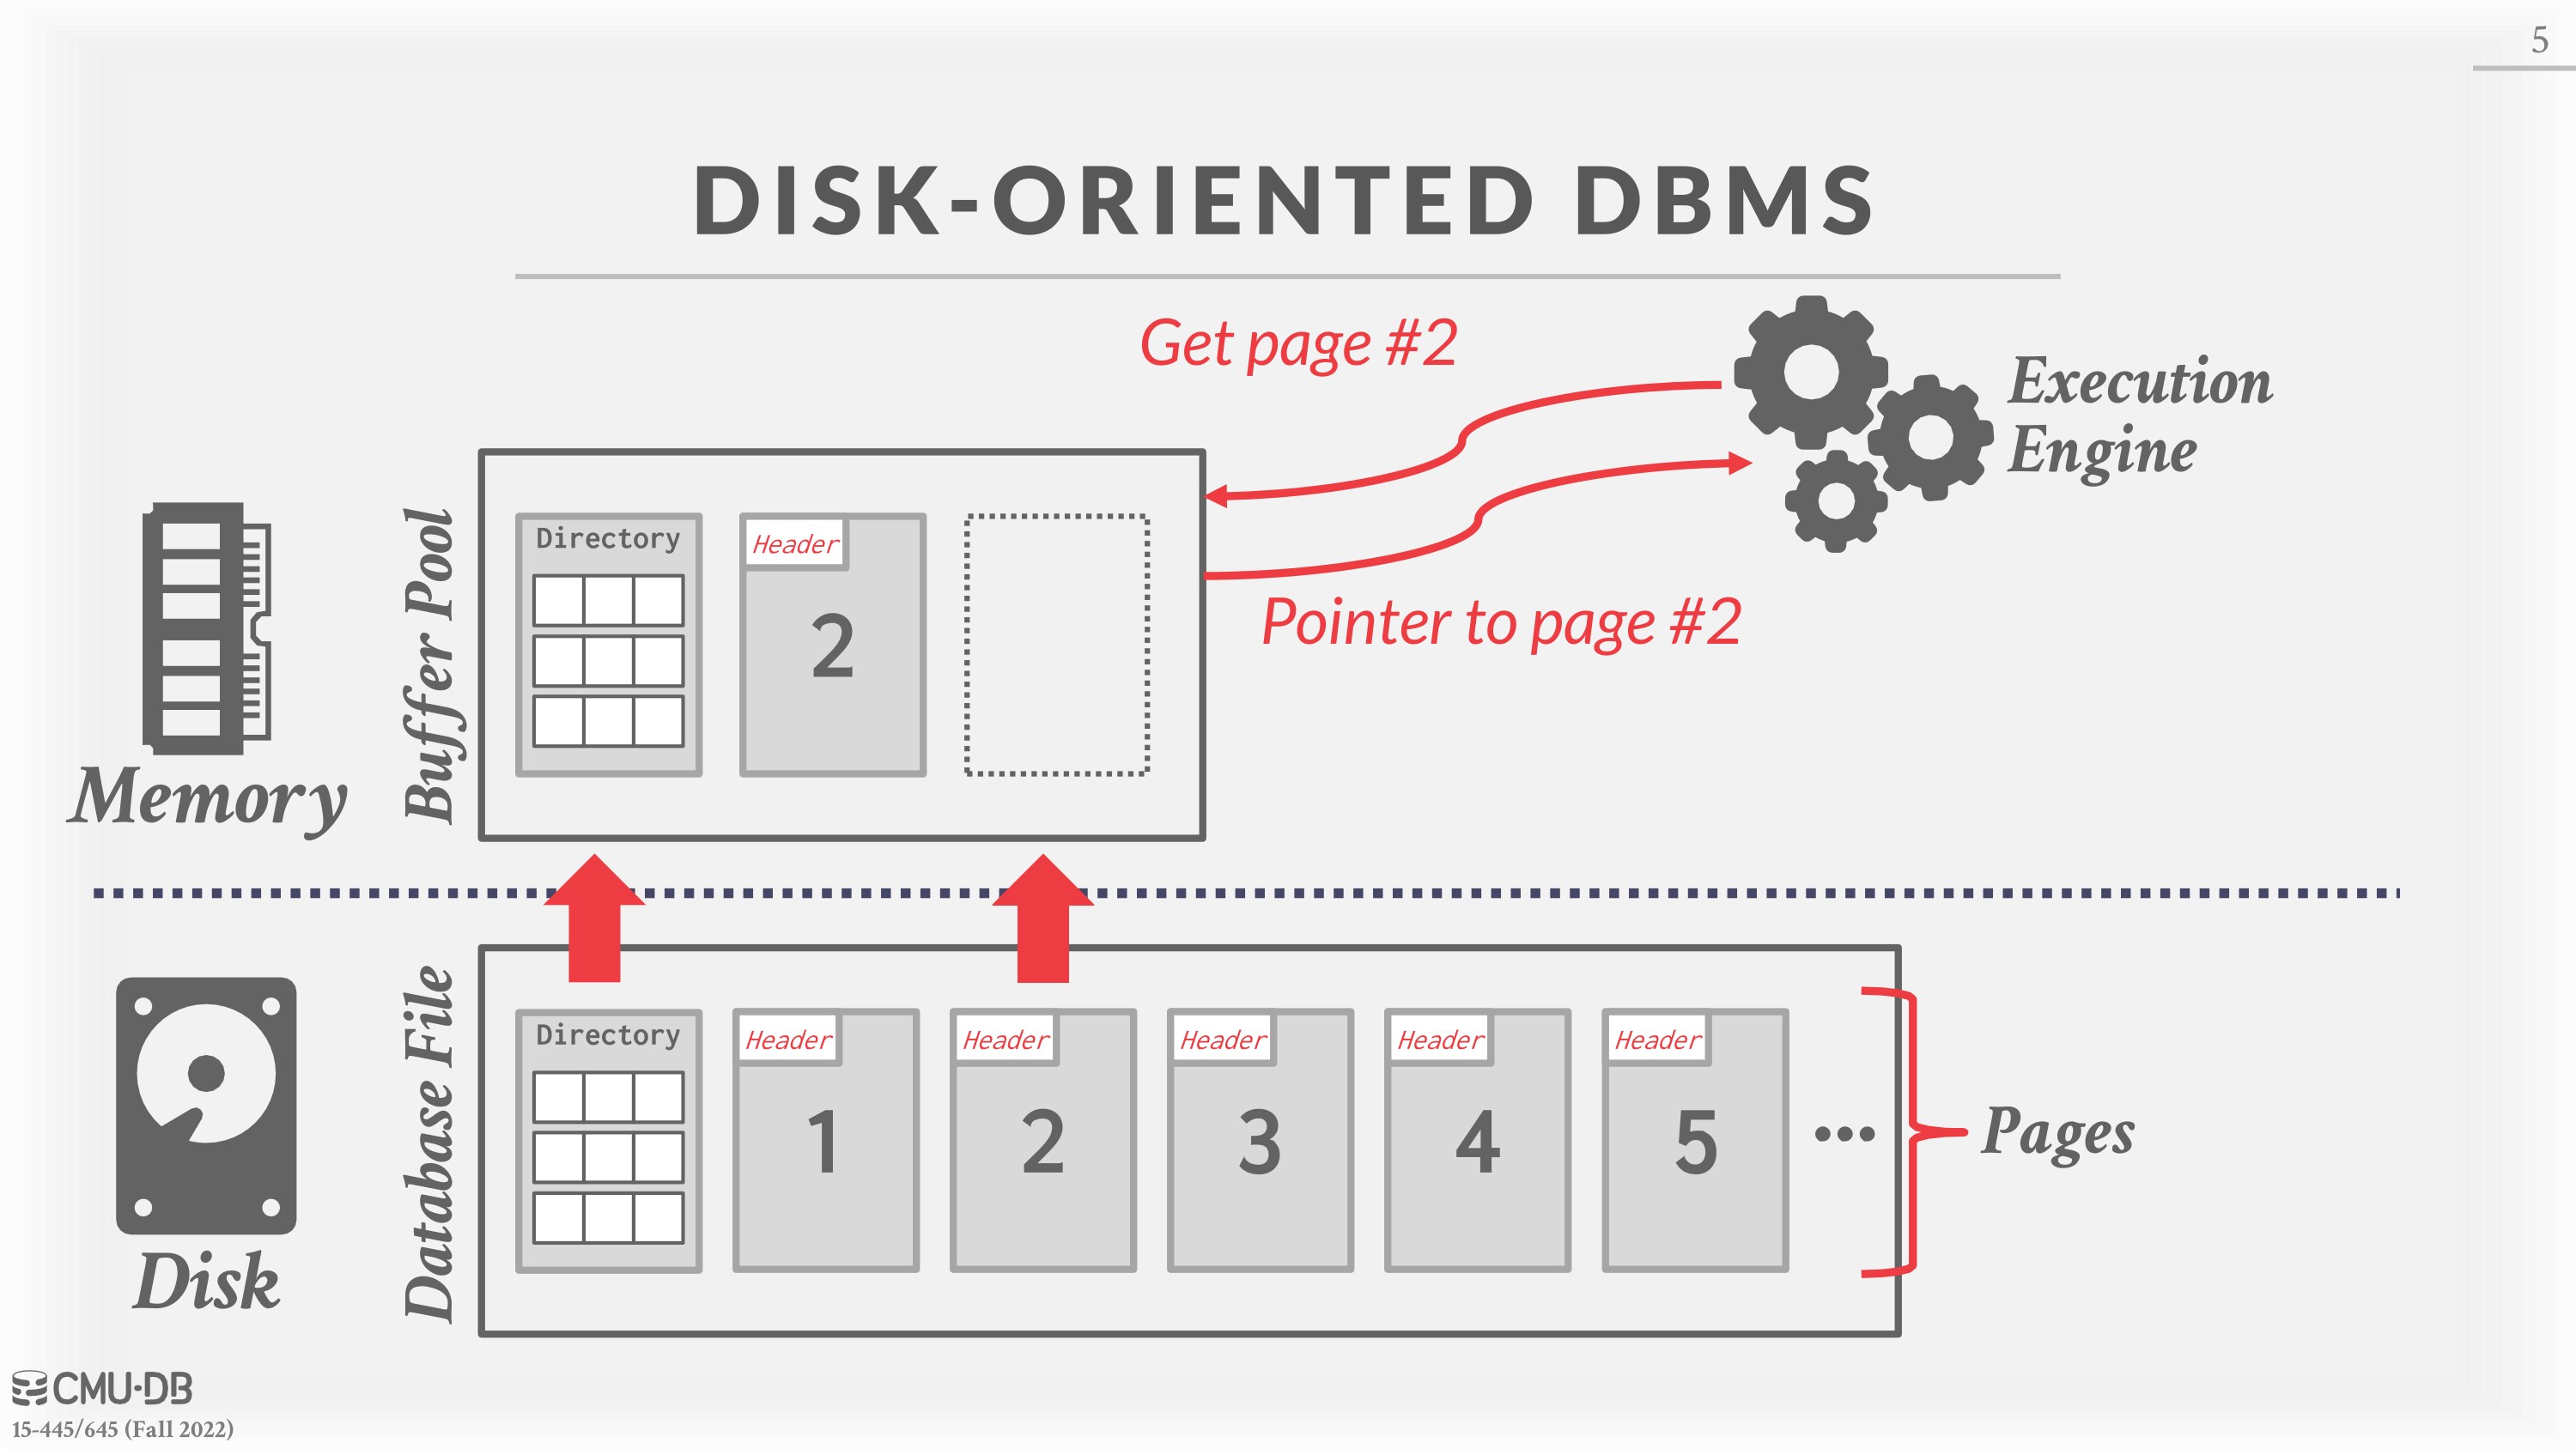 5
DISK-ORIENTED DBMS
Get page #2
Execution
Engine
Pointer to page #2
Memory
Buffer Pool
Directory
Header
2
Disk
Database File
Directory
Header
1
Header
2
Header
3
Header
4
Header
5
...
Pages
CMU·DB
15-445/645 (Fall 2022)